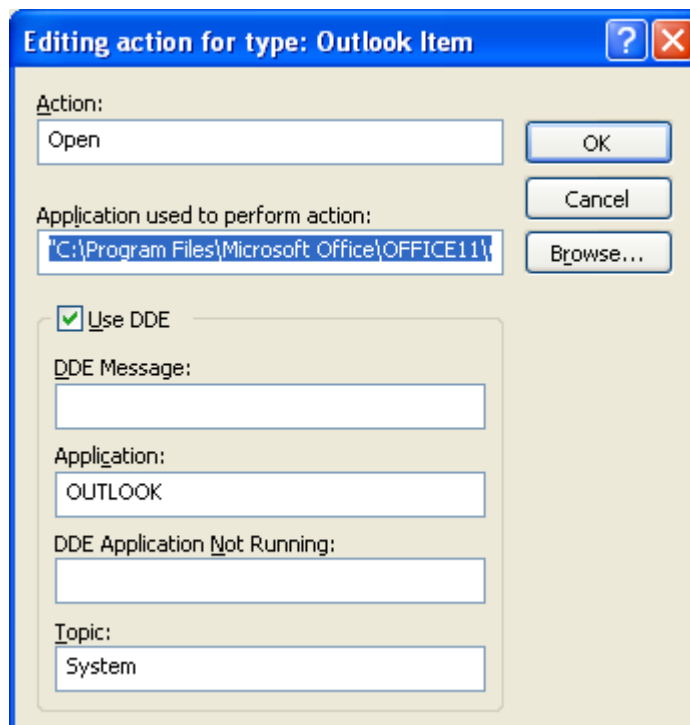 Editing action for type: Outlook Item
Action:
Open
OK
Cancel
Application used to perform action:
"C:\Program Files\Microsoft Office\OFFICE11\
Browse...
Use DDE
DDE Message:
Application:
OUTLOOK
DDE Application Not Running:
Topic:
System